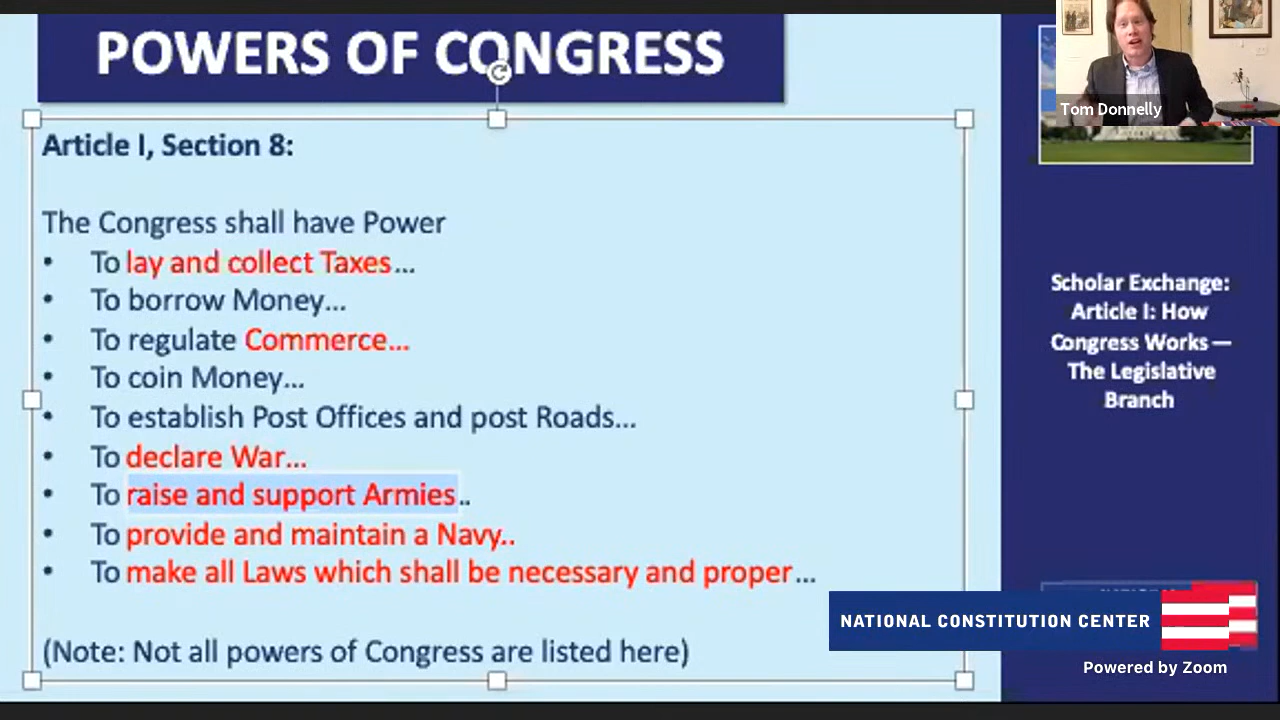 POWERS OF CONGRESS
Tom Donnelly
Article I, Section 8:
The Congress shall have Power
• To lay and collect Taxes...
• To borrow Money...
• To regulate Commerce...
• To coin Money...
• To establish Post Offices and post Roads...
• To declare War...
• To raise and support Armies..
• To provide and maintain a Navy..
• To make all Laws which shall be necessary and proper...
(Note: Not all powers of Congress are listed here)
Scholar Exchange:
Article I: How
Congress Works —
The Legislative
Branch
NATIONAL CONSTITUTION CENTER
Powered by Zoom